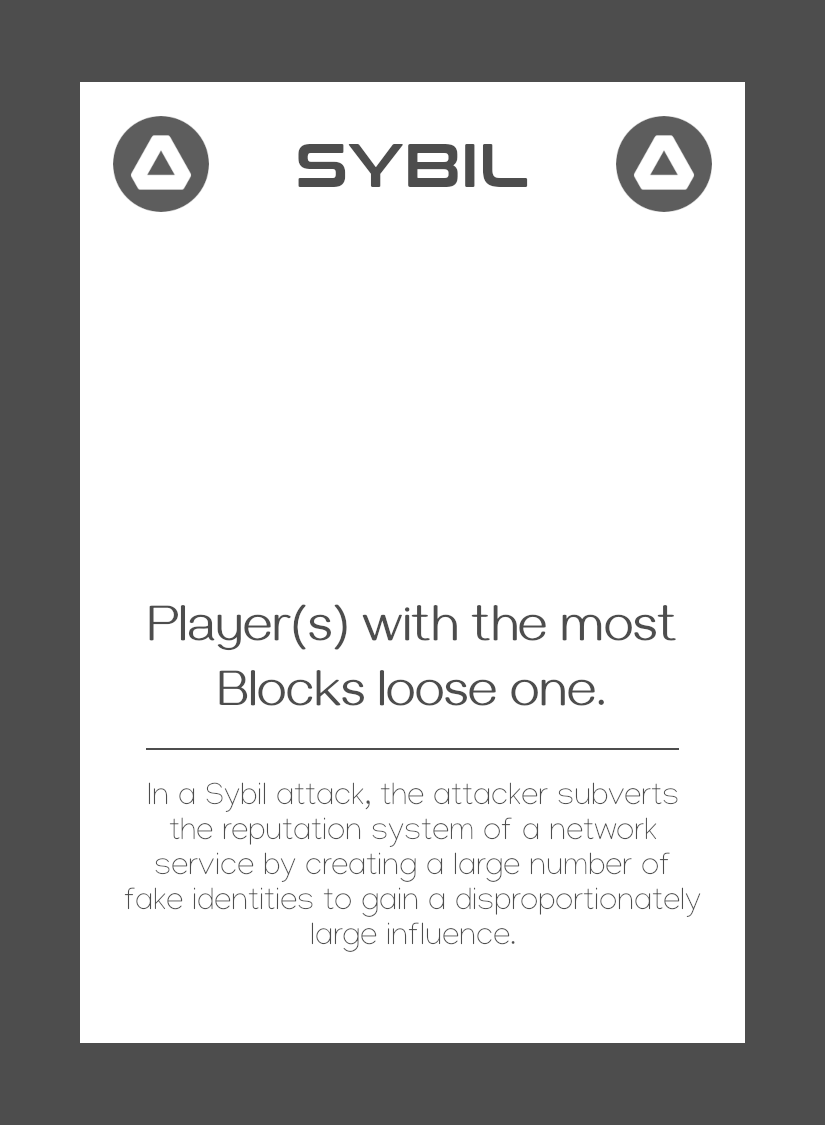 SYBIL
Player(s) with the most
Blocks loose one.
In a Sybil attack, the attacker subverts
the reputation system of a network
service by creating a large number of
fake identities to gain a disproportionately
large influence.